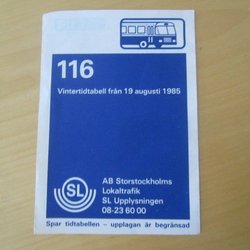 116
Vintertidtabell från 19 augusti 1985
SL
AB Storstockholms
Lokaltrafik
SL Upplysningen
08-23 60 00
Spar tidtabellen - upplagan är begränsad